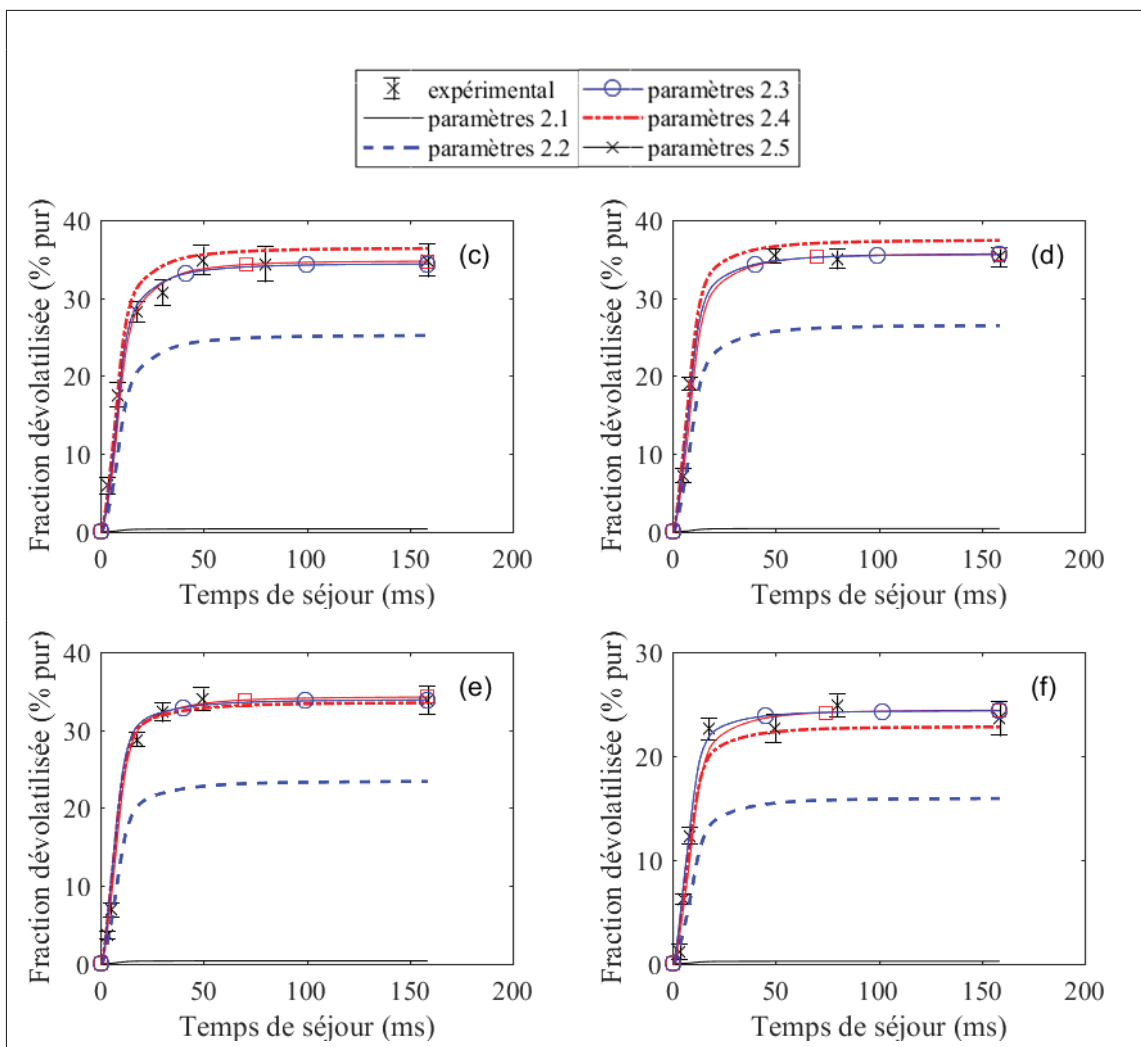 expérimental
paramètres 2.1
paramètres 2.2
paramètres 2.3
paramètres 2.4
paramètres 2.5
40
30
20
10
0
0
50
100
150
200
Fraction dévolatilisée (% pur)
Temps de séjour (ms)
(c)
40
30
20
10
0
0
50
100
150
200
Fraction dévolatilisée (% pur)
Temps de séjour (ms)
(d)
40
30
20
10
0
0
50
100
150
200
Fraction dévolatilisée (% pur)
Temps de séjour (ms)
(e)
30
20
10
0
0
50
100
150
200
Fraction dévolatilisée (% pur)
Temps de séjour (ms)
(f)